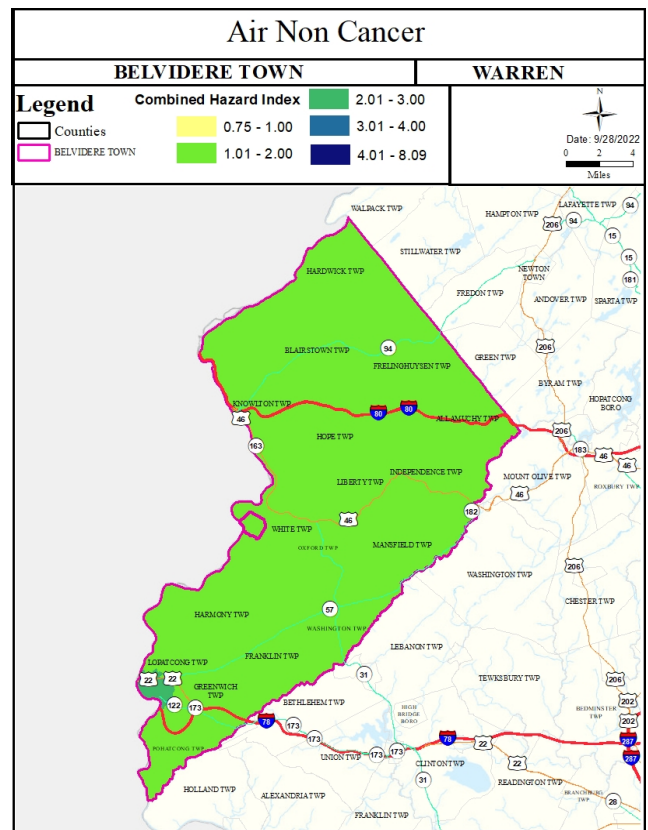 Air Non Cancer
BELVIDERE TOWN WARREN
Legend
Counties
BELVIDERE TOWN
Combined Hazard Index
0.75 - 1.00
1.01 - 2.00
2.01 - 3.00
3.01 - 4.00
4.01 - 8.09
N
Date: 9/28/2022
0 2 4
Miles
WALPACK TWP
HAMPTON TWP
LAFAYETTE TWP
94
206
94
15
STILLWATER TWP
15
HARDWICK TWP
NEWTON
TOWN
181
FREDON TWP
ANDOVER TWP
SPARTA TWP
BLAIRSTOWN TWP
94
206
FRELINGHUYSEN TWP
GREEN TWP
BYRAM TWP
HOPATCONG
BORO
KNOWLTON TWP
46
80
80
ALLAMUCHY TWP
206
163
HOPE TWP
183
46
46
INDEPENDENCE TWP
MOUNT OLIVE TWP
LIBERTY TWP
46
ROXBURY TWP
182
46
WHITE TWP
OXFORD TWP
MANSFIELD TWP
206
WASHINGTON TWP
CHESTER TWP
57
HARMONY TWP
WASHINGTON TWP
LEBANON TWP
FRANKLIN TWP
LOPATCONG TWP
31
TEWKSBURY TWP
22
22
206
GREENWICH
TWP
BETHLEHEM TWP
202
122
173
HIGH
BRIDGE
BORO
BEDMINSTER
TWP
78
173
202
173
78
22
287
POHATCONG TWP
173
173
287
UNION TWP
CLINTON TWP
22
31
READINGTON TWP
HOLLAND TWP
ALEXANDRIA TWP
BRANCHBURG TWP
28
FRANKLIN TWP